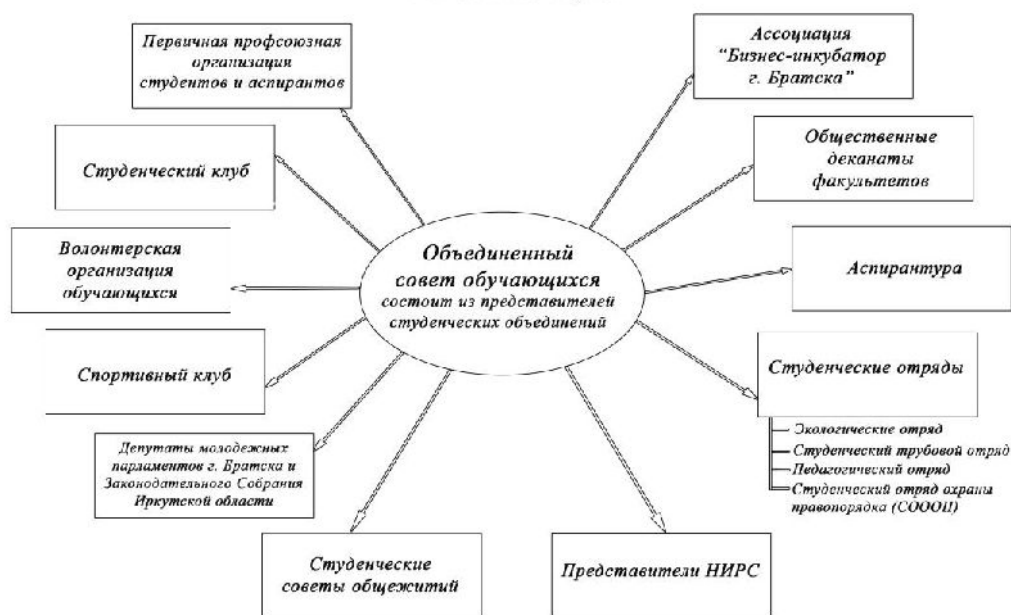 Первичная профсоюзная
организация
студентов и аспирантов
Ассоциация
“Бизнес-инкубатор
г. Братска”
Студенческий клуб
Общественные
деканаты
факультетов
Волонтерская
организация
обучающихся
Объединенный
совет обучающихся
состоит из представителей
студенческих объединений
Аспирантура
Спортивный клуб
Студенческие отряды
Экологические отряд
Студенческий трубовой отряд
Педагогический отряд
Студенческий отряд охраны
правопорядка (СОООП)
Депутаты молодежных
парламентов г. Братска и
Законодательного Собрания
Иркутской области
Студенческие
советы общежитий
Представители НИРС